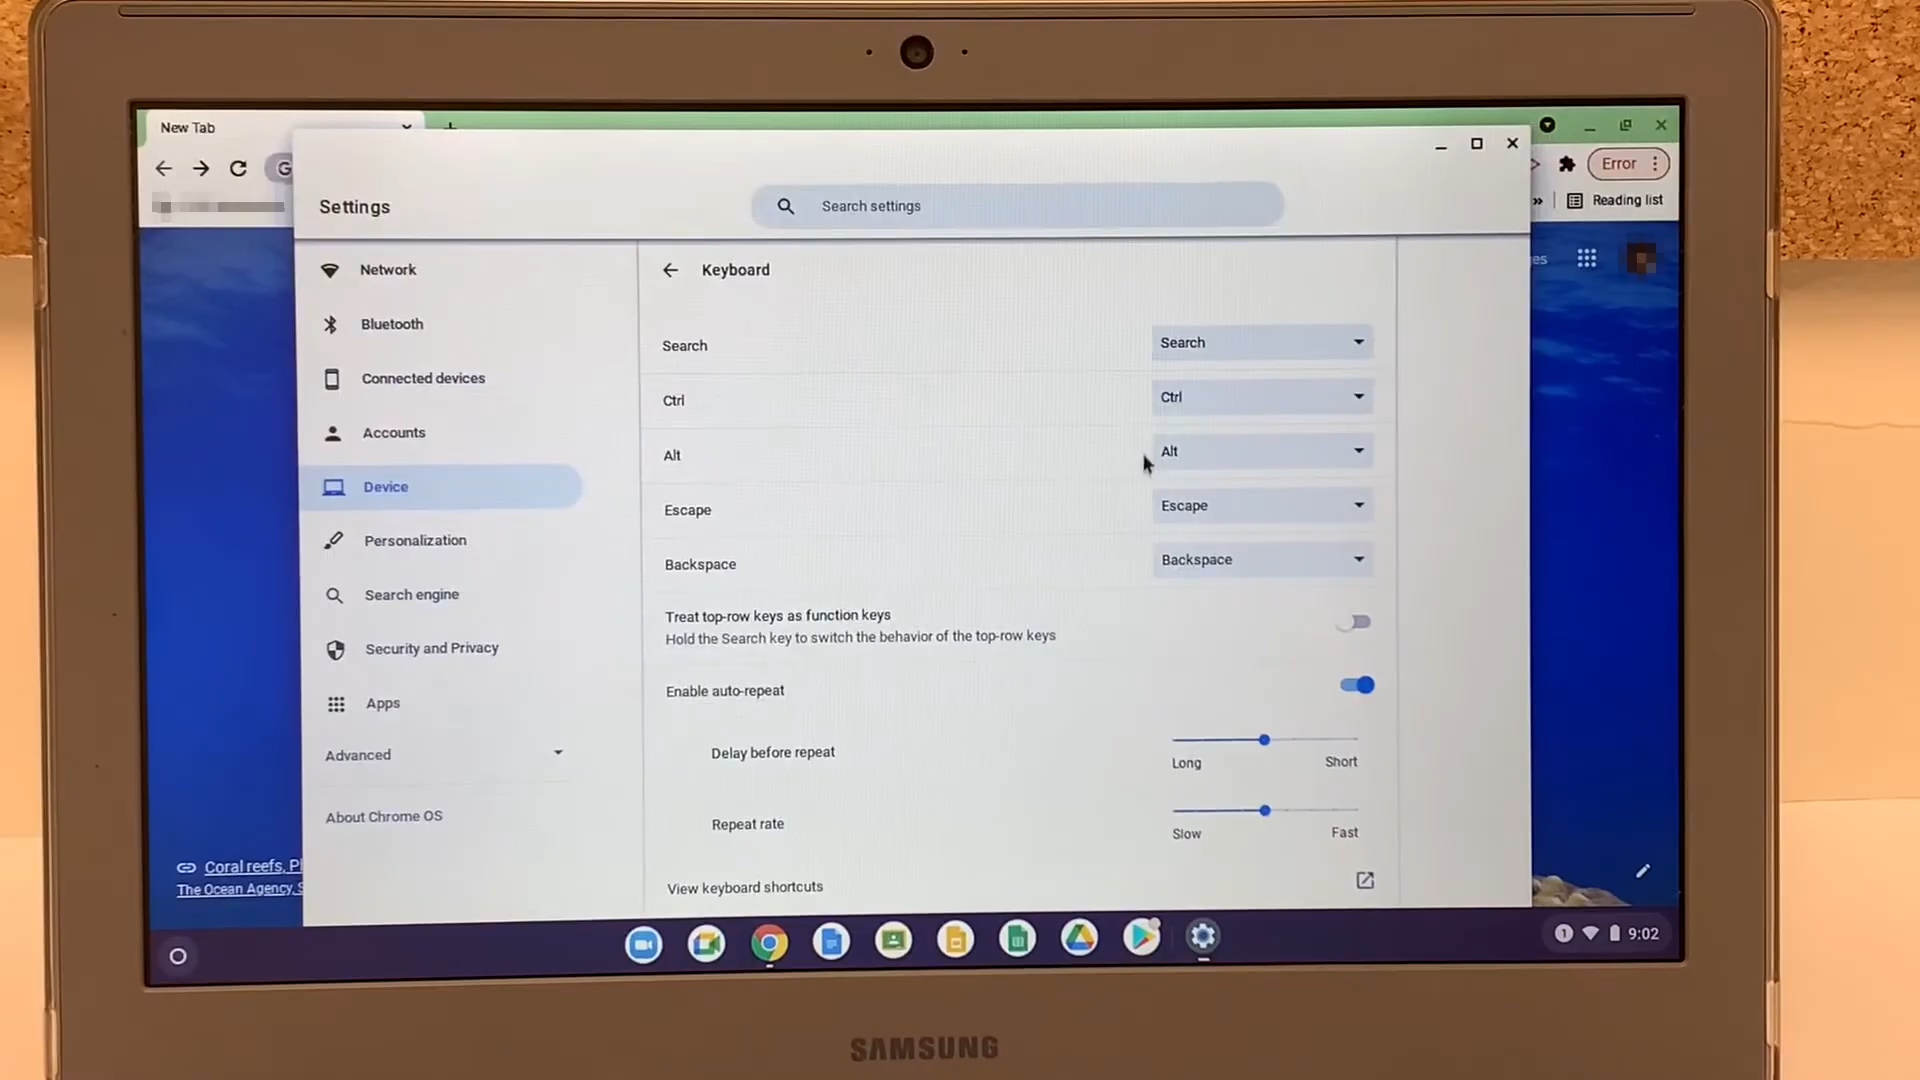 New Tab
Error
Reading list
Settings
Search settings
Network
Bluetooth
Connected devices
Accounts
Device
Personalization
Search engine
Security and Privacy
Apps
Advanced
About Chrome OS
Keyboard
Search
Search
Ctrl
Ctrl
Alt
Alt
Escape
Escape
Backspace
Backspace
Treat top-row keys as function keys
Hold the Search key to switch the behavior of the top-row keys
Enable auto-repeat
Delay before repeat
Long Short
Repeat rate
Slow Fast
View keyboard shortcuts
Coral reefs,
The Ocean Agency,
1 9:02
SAMSUNG